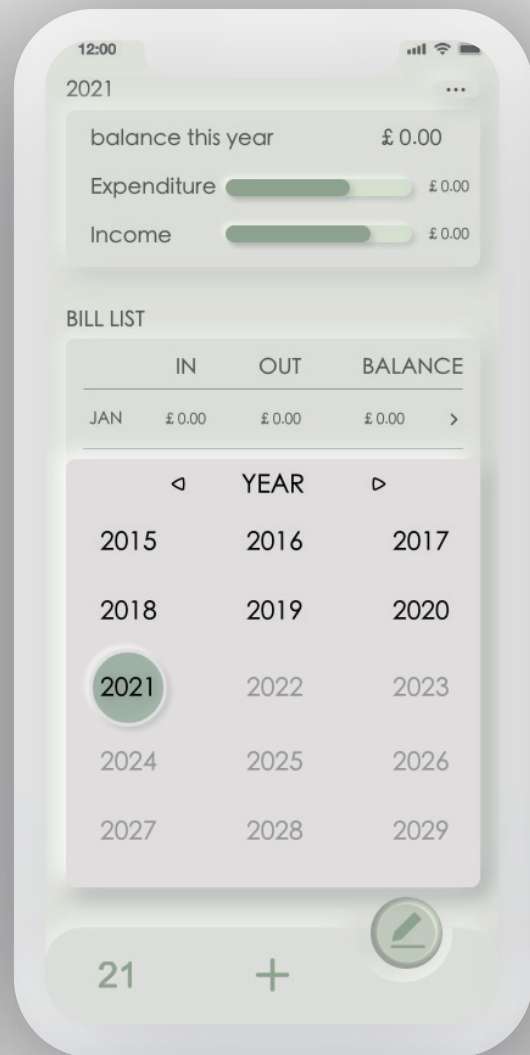 12:00
2021
balance this year £ 0.00
Expenditure £ 0.00
Income £ 0.00
BILL LIST
IN OUT BALANCE
JAN £ 0.00 £ 0.00 £ 0.00 >
YEAR
2015 2016 2017
2018 2019 2020
2021 2022 2023
2024 2025 2026
2027 2028 2029
21 +